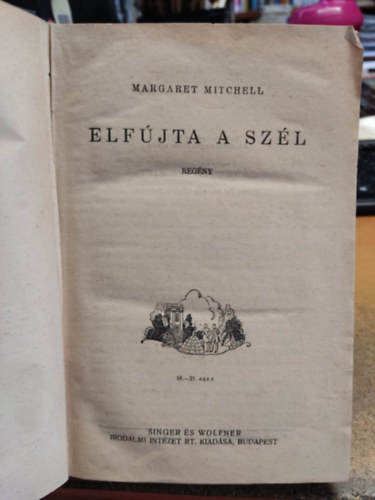 MARGARET MITCHELL
ELFÚJTA A SZÉL
REGÉNY
SINGER ÉS WOLFNER
IRODALMI INTÉZET RT. KIADÁSA, BUDAPEST